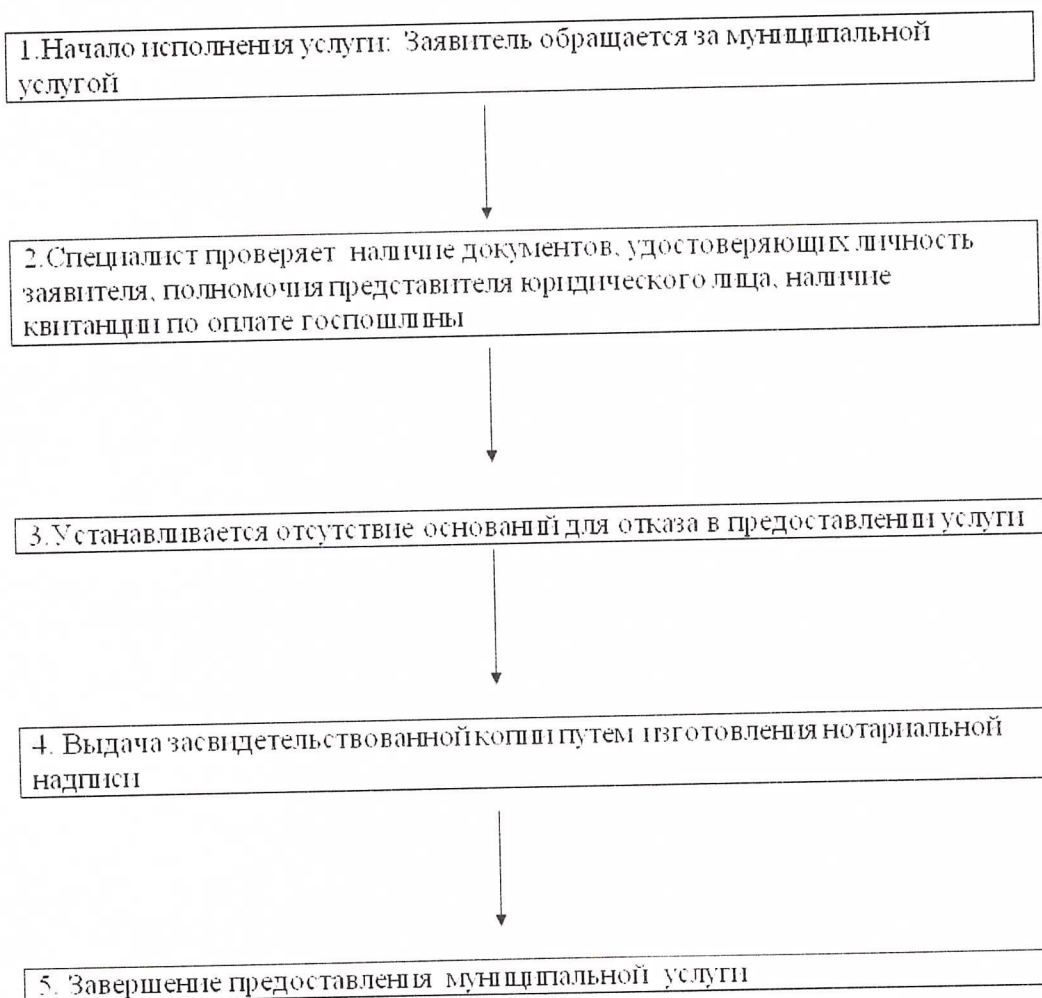 1.Начало исполнения услуги: Заявитель обращается за муниципальной
услугой
2.Специалист проверяет наличие документов, удостоверяющих личность
заявителя, полномочия представителя юридического лица, наличие
квитанции по оплате госпошлины
3.Устанавливается отсутствие оснований для отказа в предоставлении услуги
4. Выдача засвидетельствованной копии путем изготовления нотариальной
надписи
5. Завершение предоставления муниципальной услуги